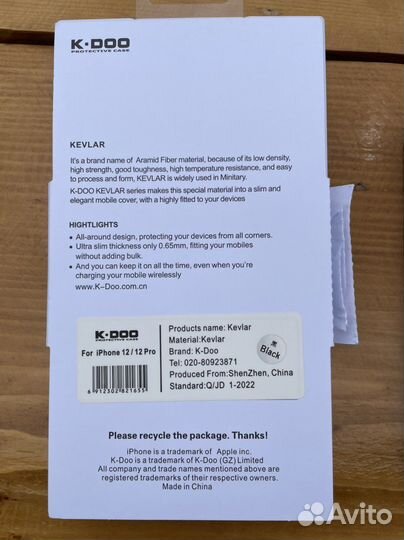 K·DOO
PROTECTIVE CASE
KEVLAR
It's a brand name of Aramid Fiber material, because of its low density,
high strength, good toughness, high temperature resistance, and easy
to process and form, KEVLAR is widely used in Minitary.
K-DOO KEVLAR series makes this special material into a slim and
elegant mobile cover, with a highly fitted to your devices
HIGHTLIGHTS
• All-around design, protecting your devices from all corners.
• Ultra slim thickness only 0.65mm, fitting your mobiles
without adding bulk.
• And you can keep it on all the time, even when you're
charging your mobile wirelessly
www.K-Doo.com.cn
K·DOO
PROTECTIVE CASE
For iPhone 12/12 Pro
6 912302 821655
Products name: Kevlar
Material:Kevlar
Brand: K-Doo
Tel: 020-80923871
Produced From:ShenZhen, China
Standard:Q/JD 1-2022
黑
Black
Please recycle the package. Thanks!
iPhone is a trademark of Apple inc.
K-Doo is a trademark of K-Doo (GZ) Limited
All company and trade names mentioned above are
registered trademarks of their respective owners.
Made in China
Avito